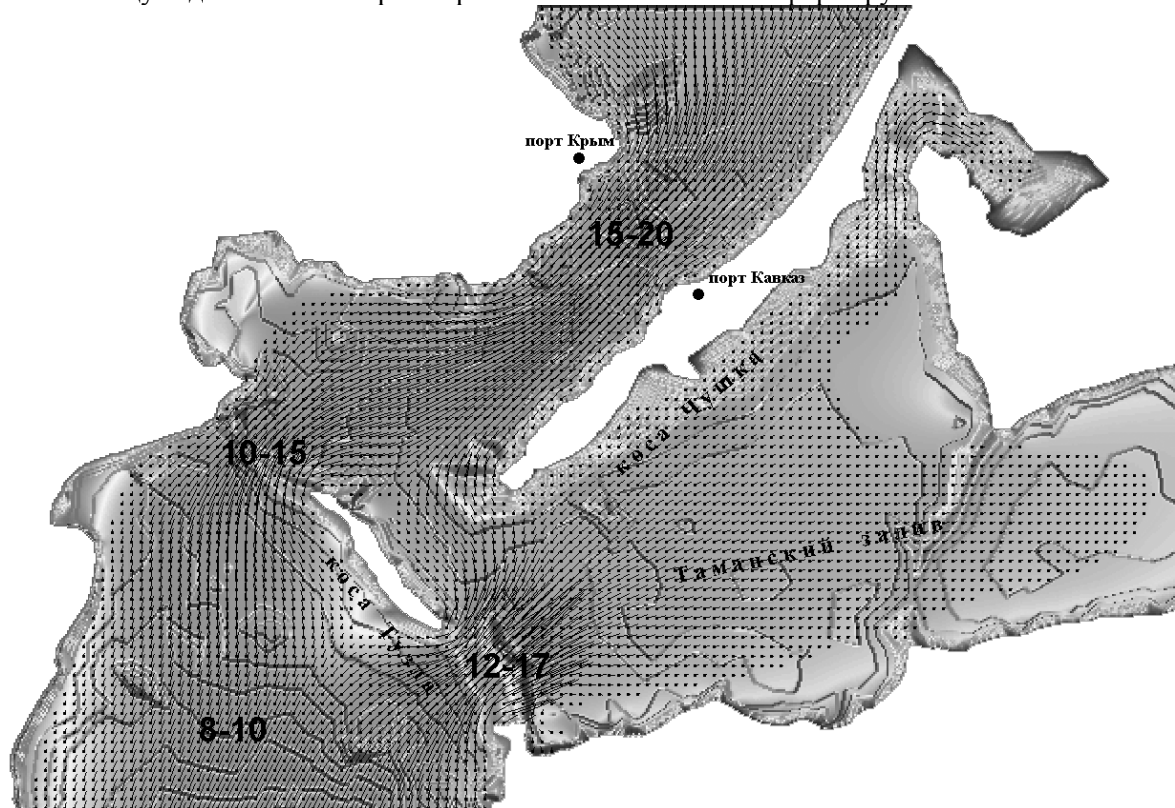 порт Крым
15-20
порт Кавказ
коса Чушка
10-15
Таманский залив
коса Тузла
12-17
8-10